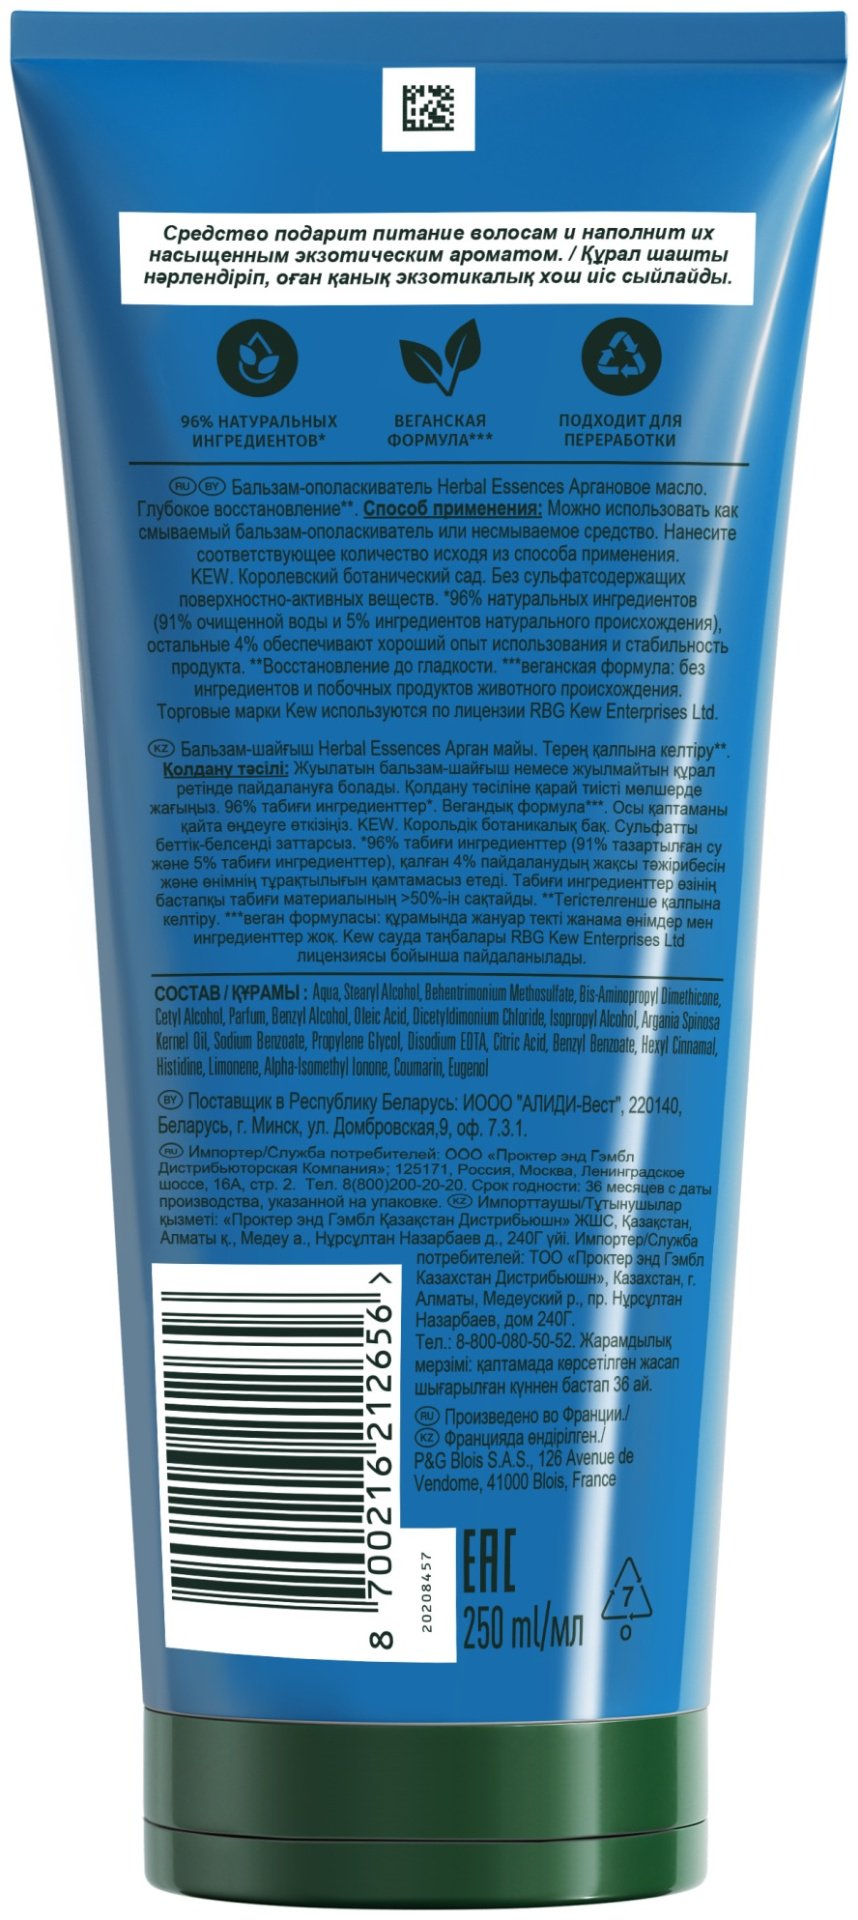 Средство подарит питание волосам и наполнит их
насыщенным экзотическим ароматом. / Құрал шашты
нәрлендіріп, оған қанық экзотикалық хош иіс сыйлайды.
96% НАТУРАЛЬНЫХ
ИНГРЕДИЕНТОВ*
ВЕГАНСКАЯ
ФОРМУЛА***
ПОДХОДИТ ДЛЯ
ПЕРЕРАБОТКИ
RU BY Бальзам-ополаскиватель Herbal Essences Аргановое масло.
Глубокое восстановление**. Способ применения: Можно использовать как
смываемый бальзам-ополаскиватель или несмываемое средство. Нанесите
соответствующее количество исходя из способа применения.
KEW. Королевский ботанический сад. Без сульфатсодержащих
поверхностно-активных веществ. *96% натуральных ингредиентов
(91% очищенной воды и 5% ингредиентов натурального происхождения),
остальные 4% обеспечивают хороший опыт использования и стабильность
продукта. **Восстановление до гладкости. ***веганская формула: без
ингредиентов и побочных продуктов животного происхождения.
Торговые марки Kew используются по лицензии RBG Kew Enterprises Ltd.
KZ Бальзам-шайғыш Herbal Essences Арган майы. Терең қалпына келтіру**.
Қолдану тәсілі: Жуылатын бальзам-шайғыш немесе жуылмайтын құрал
ретінде пайдалануға болады. Қолдану тәсіліне қарай тиісті мөлшерде
жағыңыз. 96% табиғи ингредиенттер*. Вегандық формула***. Осы қаптаманы
қайта өңдеуге өткізіңіз. KEW. Корольдік ботаникалық бақ. Сульфатты
беттік-белсенді заттарсыз. *96% табиғи ингредиенттер (91% тазартылған су
және 5% табиғи ингредиенттер), қалған 4% пайдаланудың жақсы тәжірибесін
және өнімнің тұрақтылығын қамтамасыз етеді. Табиғи ингредиенттер өзінің
бастапқы табиғи материалының >50%-ін сақтайды. **Тегістелгенше қалпына
келтіру. ***веган формуласы: құрамында жануар текті жанама өнімдер мен
ингредиенттер жоқ. Kew сауда таңбалары RBG Kew Enterprises Ltd
лицензиясы бойынша пайдаланылады.
СОСТАВ / ҚҰРАМЫ : Aqua, Stearyl Alcohol, Behentrimonium Methosulfate, Bis-Aminopropyl Dimethicone,
Cetyl Alcohol, Parfum, Benzyl Alcohol, Oleic Acid, Dicetyldimonium Chloride, Isopropyl Alcohol, Argania Spinosa
Kernel Oil, Sodium Benzoate, Propylene Glycol, Disodium EDTA, Citric Acid, Benzyl Benzoate, Hexyl Cinnamal,
Histidine, Limonene, Alpha-Isomethyl Ionone, Coumarin, Eugenol
BY Поставщик в Республику Беларусь: ИООО "АЛИДИ-Вест", 220140,
Беларусь, г. Минск, ул. Домбровская,9, оф. 7.3.1.
RU Импортер/Служба потребителей: ООО «Проктер энд Гэмбл
Дистрибьюторская Компания»; 125171, Россия, Москва, Ленинградское
шоссе, 16А, стр. 2. Тел. 8(800)200-20-20. Срок годности: 36 месяцев с даты
производства, указанной на упаковке. KZ Импорттаушы/Тұтынушылар
қызметі: «Проктер энд Гэмбл Қазақстан Дистрибьюшн» ЖШС, Қазақстан,
Алматы қ., Медеу а., Нұрсұлтан Назарбаев д., 240Г үйі. Импортер/Служба
потребителей: ТОО «Проктер энд Гэмбл
Казахстан Дистрибьюшн», Казахстан, г.
Алматы, Медеуский р., пр. Нұрсұлтан
Назарбаев, дом 240Г.
Тел.: 8-800-080-50-52. Жарамдылық
мерзімі: қаптамада көрсетілген жасап
шығарылған күннен бастап 36 ай.
RU Произведено во Франции./
KZ Францияда өндірілген./
P&G Blois S.A.S., 126 Avenue de
Vendome, 41000 Blois, France
8 700216 212656 >
20208457
EAC
250 ml/мл
7
O